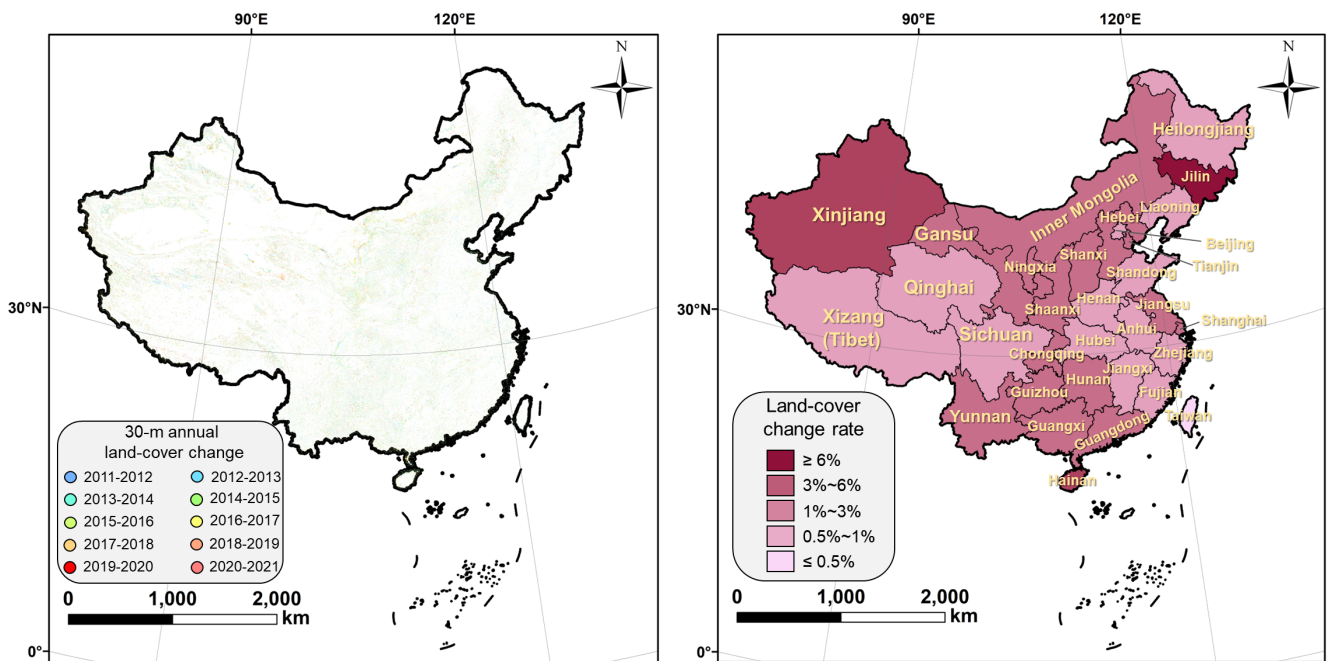 90°E
120°E
N
30°N
0°
30-m annual
land-cover change
2011-2012
2012-2013
2013-2014
2014-2015
2015-2016
2016-2017
2017-2018
2018-2019
2019-2020
2020-2021
0
1,000
2,000
km
90°E
120°E
N
30°N
0°
Heilongjiang
Jilin
Liaoning
Inner Mongolia
Hebei
Xinjiang
Gansu
Beijing
Tianjin
Shanxi
Ningxia
Shandong
Qinghai
Henan
Jiangsu
Shaanxi
Xizang
(Tibet)
Sichuan
Shanghai
Anhui
Hubei
Chongqing
Zhejiang
Jiangxi
Hunan
Guizhou
Fujian
Yunnan
Guangxi
Guangdong
Taiwan
Hainan
Land-cover
change rate
≥ 6%
3%~6%
1%~3%
0.5%~1%
≤ 0.5%
0
1,000
2,000
km